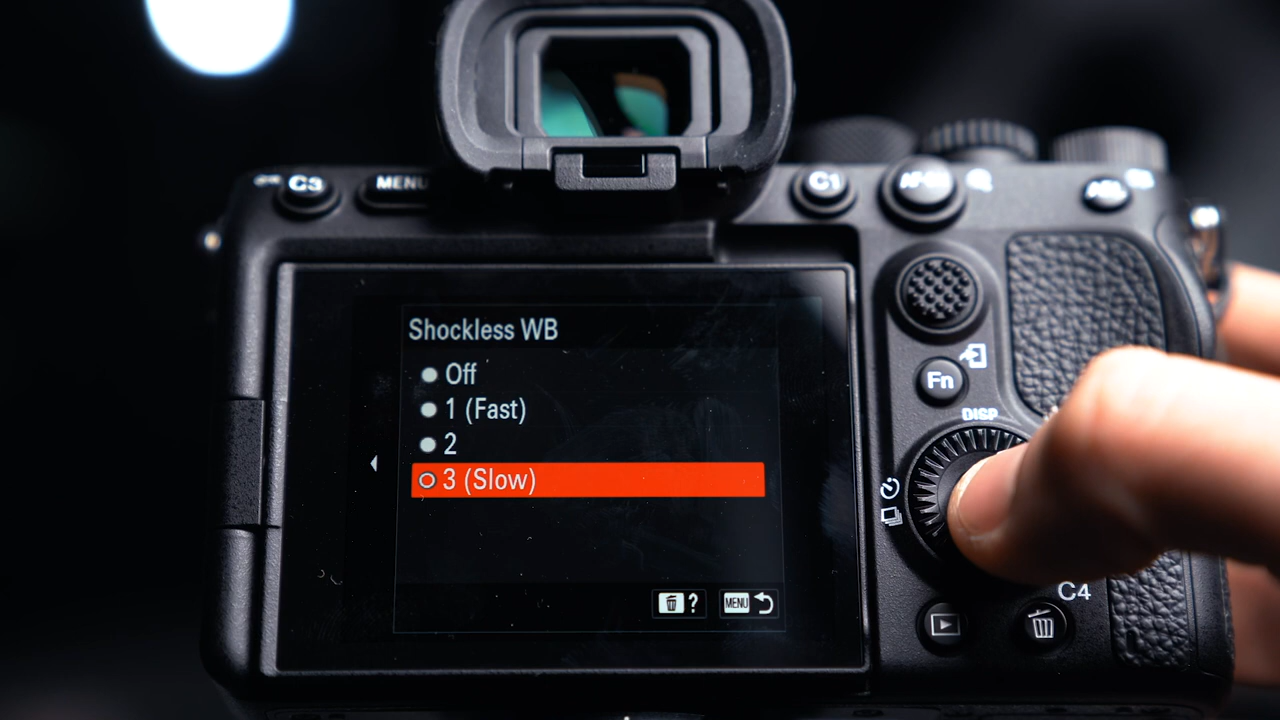 C3
MENU
C1
AF-ON
AEL
Shockless WB
Off
1 (Fast)
2
3 (Slow)
?
MENU
Fn
DISP
C4